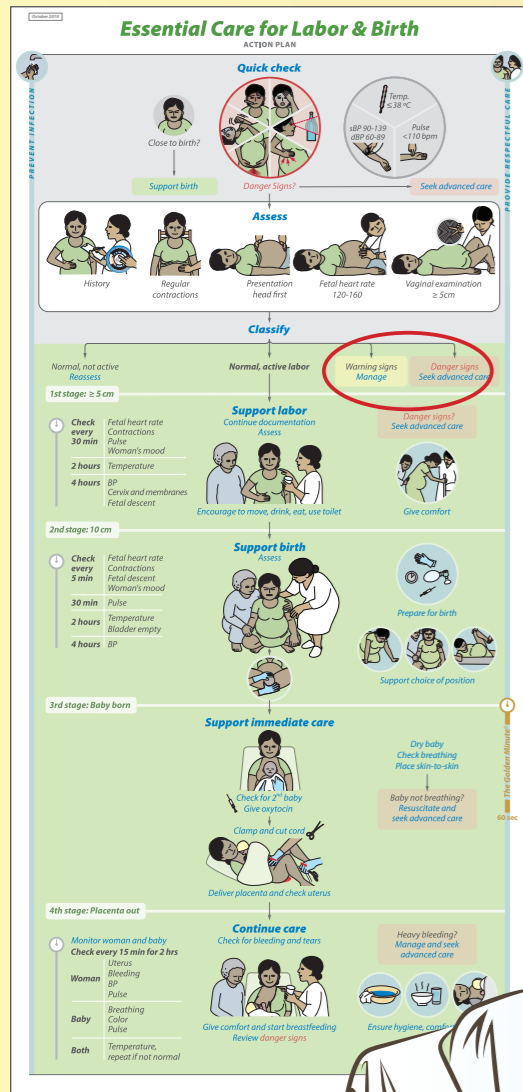 October 2019
Essential Care for Labor & Birth
ACTION PLAN
PREVENT INFECTION
PROVIDE RESPECTFUL CARE
Quick check
Close to birth?
Temp.
≤38 ºC
sBP 90-139
dBP 60-89
Pulse
<110 bpm
Support birth
Danger Signs?
Seek advanced care
Assess
History
Regular
contractions
Presentation
head first
Fetal heart rate
120-160
Vaginal examination
≥ 5cm
Classify
Normal, not active
Reassess
Normal, active labor
Warning signs
Manage
Danger signs
Seek advanced care
1st stage: ≥ 5 cm
Check
every
30 min
Fetal heart rate
Contractions
Pulse
Woman's mood
2 hours
Temperature
4 hours
BP
Cervix and membranes
Fetal descent
Support labor
Continue documentation
Assess
Encourage to move, drink, eat, use toilet
Danger signs?
Seek advanced care
Give comfort
2nd stage: 10 cm
Check
every
5 min
Fetal heart rate
Contractions
Fetal descent
Woman's mood
30 min
Pulse
2 hours
Temperature
Bladder empty
4 hours
BP
Support birth
Assess
Prepare for birth
Support choice of position
3rd stage: Baby born
Support immediate care
Check for 2nd baby
Give oxytocin
Clamp and cut cord
Deliver placenta and check uterus
Dry baby
Check breathing
Place skin-to-skin
Baby not breathing?
Resuscitate and
seek advanced care
The Golden Minute®
60 sec
4th stage: Placenta out
Monitor woman and baby
Check every 15 min for 2 hrs
Woman
Uterus
Bleeding
BP
Pulse
Baby
Breathing
Color
Pulse
Both
Temperature,
repeat if not normal
Continue care
Check for bleeding and tears
Give comfort and start breastfeeding
Review danger signs
Heavy bleeding?
Manage and seek
advanced care
Ensure hygiene,